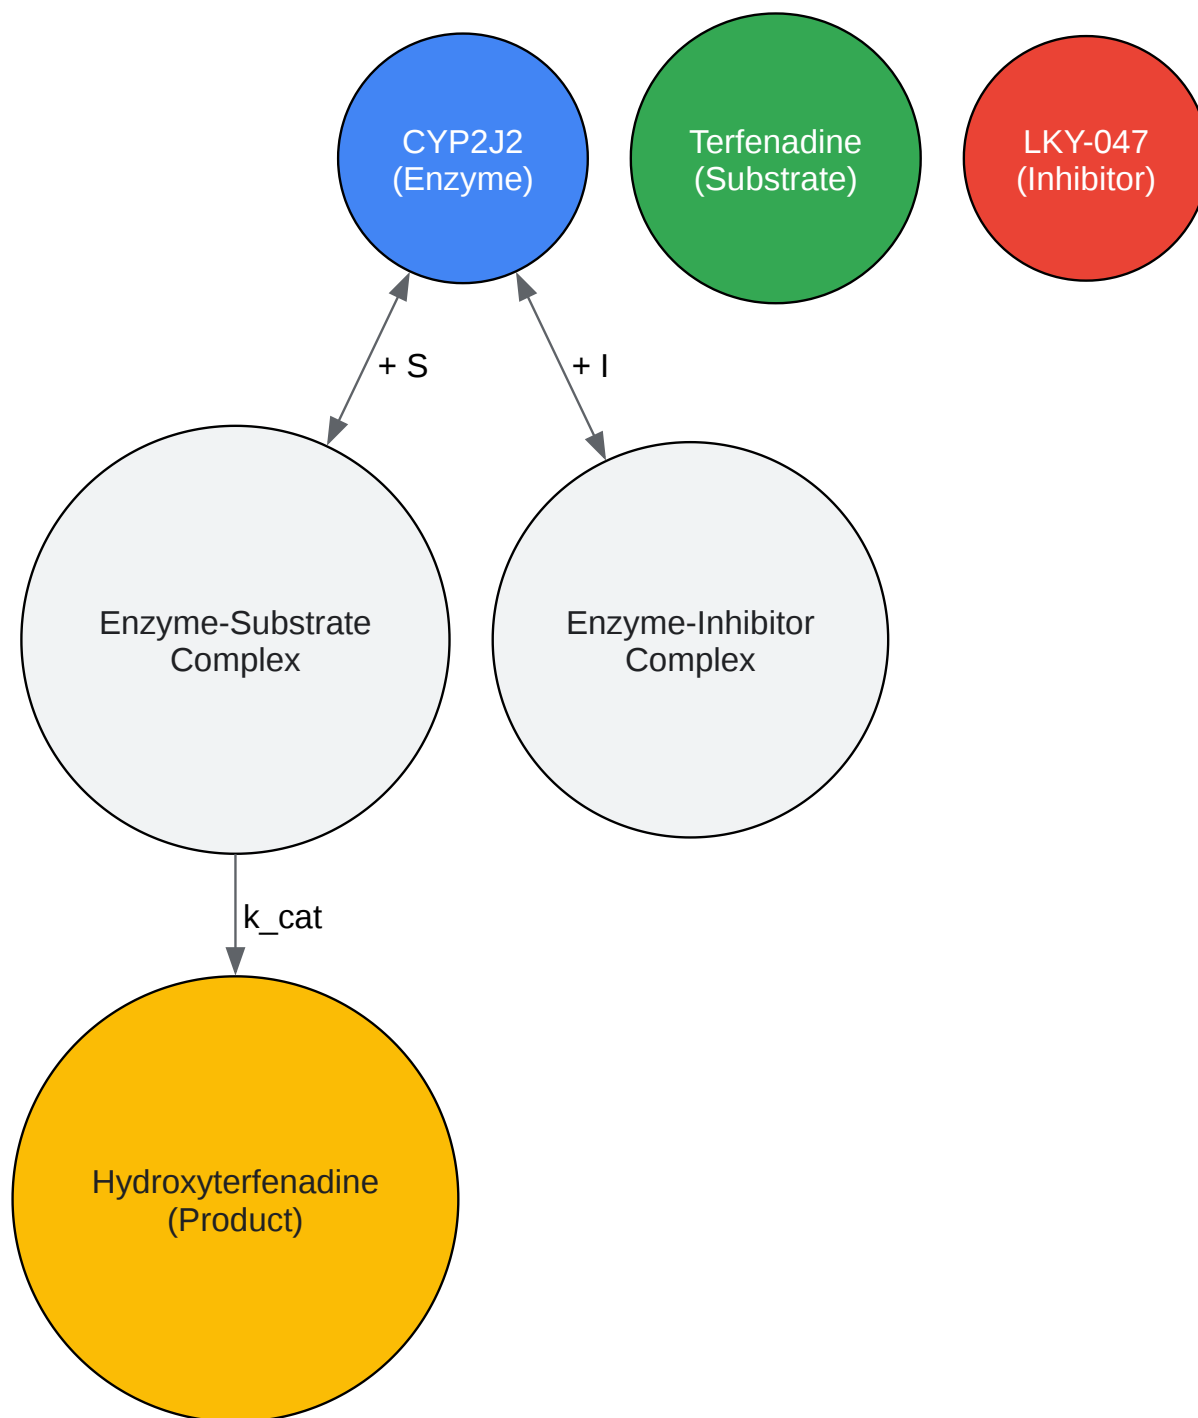 CYP2J2
(Enzyme)
Terfenadine
(Substrate)
LKY-047
(Inhibitor)
+ S
+ I
Enzyme-Substrate
Complex
Enzyme-Inhibitor
Complex
k_cat
Hydroxyterfenadine
(Product)